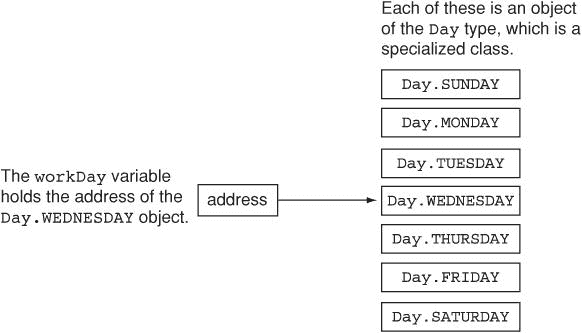 Each of these is an object
of the Day type, which is a
specialized class.
Day.SUNDAY
Day.MONDAY
Day.TUESDAY
The workDay variable
holds the address of the
Day.WEDNESDAY object.
address
Day.WEDNESDAY
Day.THURSDAY
Day.FRIDAY
Day.SATURDAY